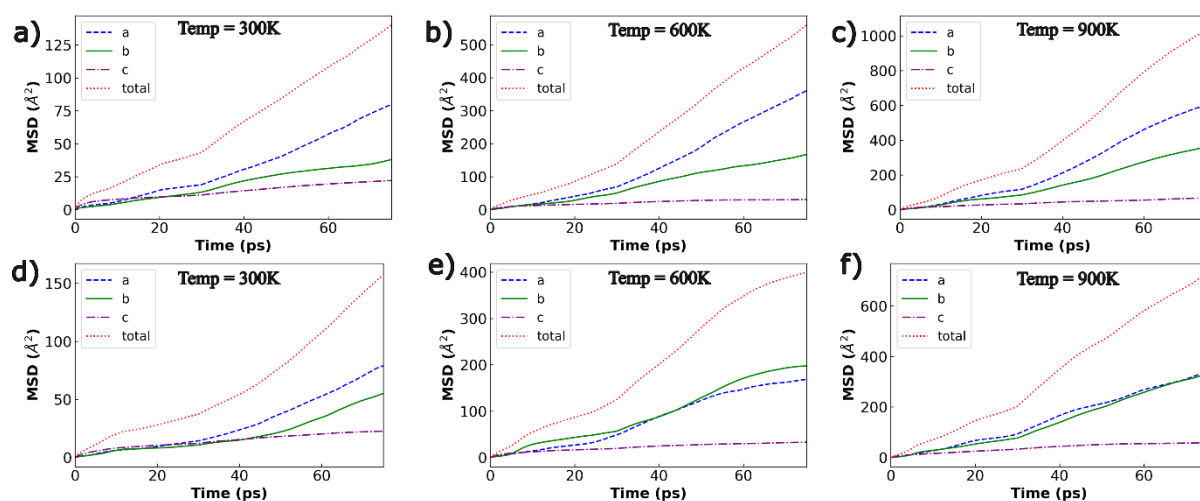 a)
Temp = 300K
a
b
c
total
MSD (Å²)
125
100
75
50
25
0
0
20
40
60
Time (ps)
b)
Temp = 600K
a
b
c
total
MSD (Å²)
500
400
300
200
100
0
0
20
40
60
Time (ps)
c)
Temp = 900K
a
b
c
total
MSD (Å²)
1000
800
600
400
200
0
0
20
40
60
Time (ps)
d)
Temp = 300K
a
b
c
total
MSD (Å²)
150
100
50
0
0
20
40
60
Time (ps)
e)
Temp = 600K
a
b
c
total
MSD (Å²)
400
300
200
100
0
0
20
40
60
Time (ps)
f)
Temp = 900K
a
b
c
total
MSD (Å²)
600
400
200
0
0
20
40
60
Time (ps)